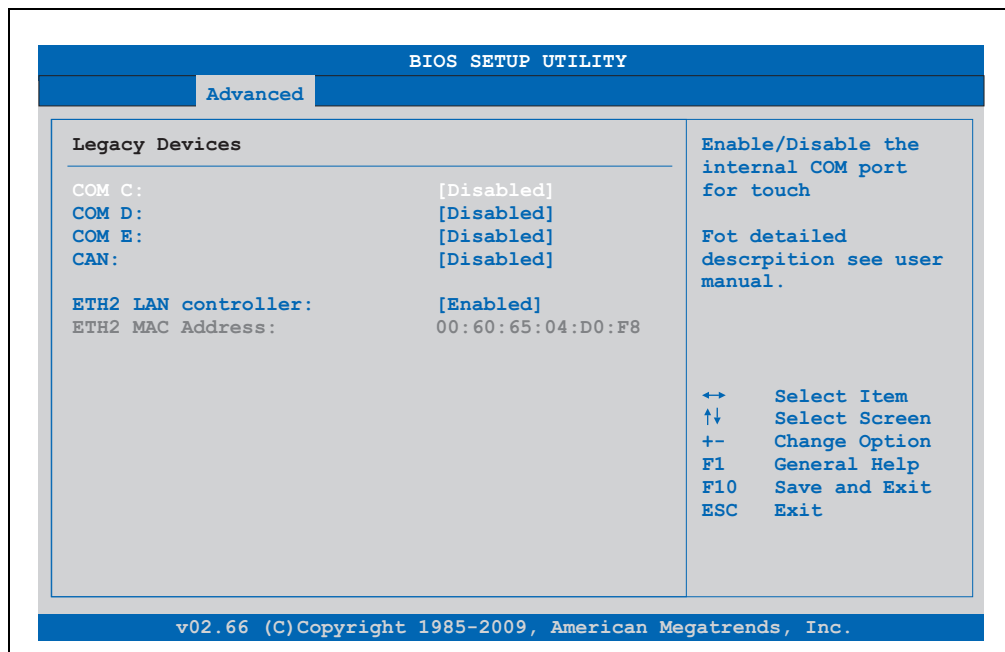 BIOS SETUP UTILITY
Advanced
Legacy Devices
COM C: [Disabled]
COM D: [Disabled]
COM E: [Disabled]
CAN: [Disabled]
ETH2 LAN controller: [Enabled]
ETH2 MAC Address: 00:60:65:04:D0:F8
Enable/Disable the
internal COM port
for touch
Fot detailed
descrpition see user
manual.
↔ Select Item
↑↓ Select Screen
+- Change Option
F1 General Help
F10 Save and Exit
ESC Exit
v02.66 (C)Copyright 1985-2009, American Megatrends, Inc.